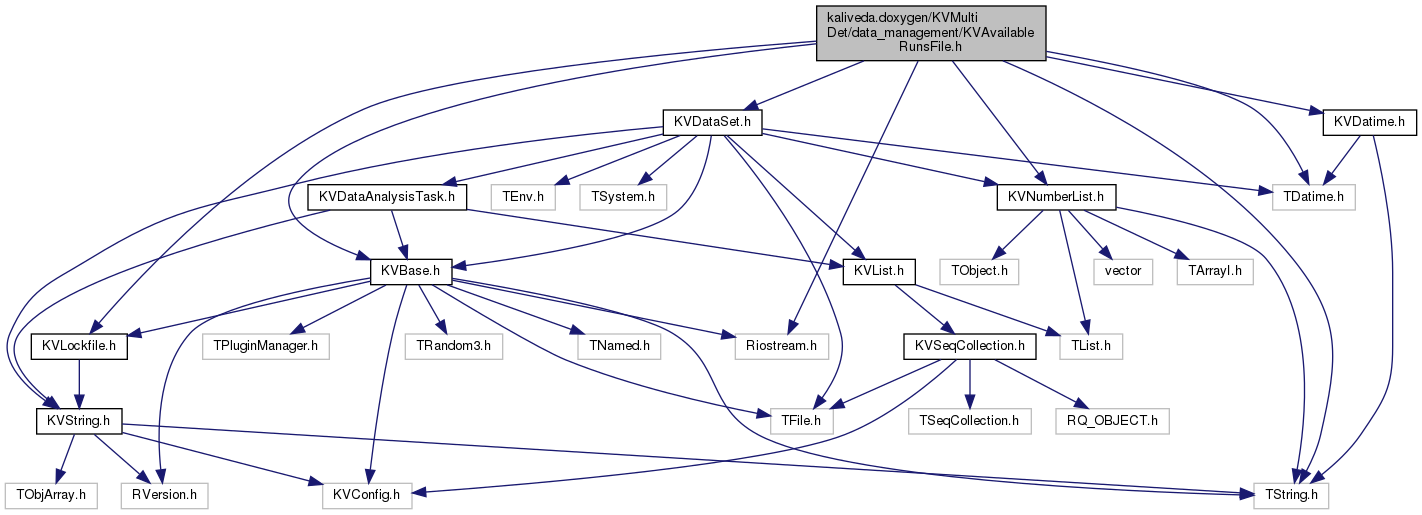 kaliveda.doxygen/KVMulti
Det/data_management/KVAvailable
RunsFile.h
KVDataSet.h
KVDatime.h
KVDataAnalysisTask.h
TEnv.h
TSystem.h
KVNumberList.h
TDatime.h
KVBase.h
KVList.h
TObject.h
vector
TArrayI.h
KVLockfile.h
TPluginManager.h
TRandom3.h
TNamed.h
Riostream.h
KVSeqCollection.h
TList.h
KVString.h
TFile.h
TSeqCollection.h
RQ_OBJECT.h
TObjArray.h
RVersion.h
KVConfig.h
TString.h